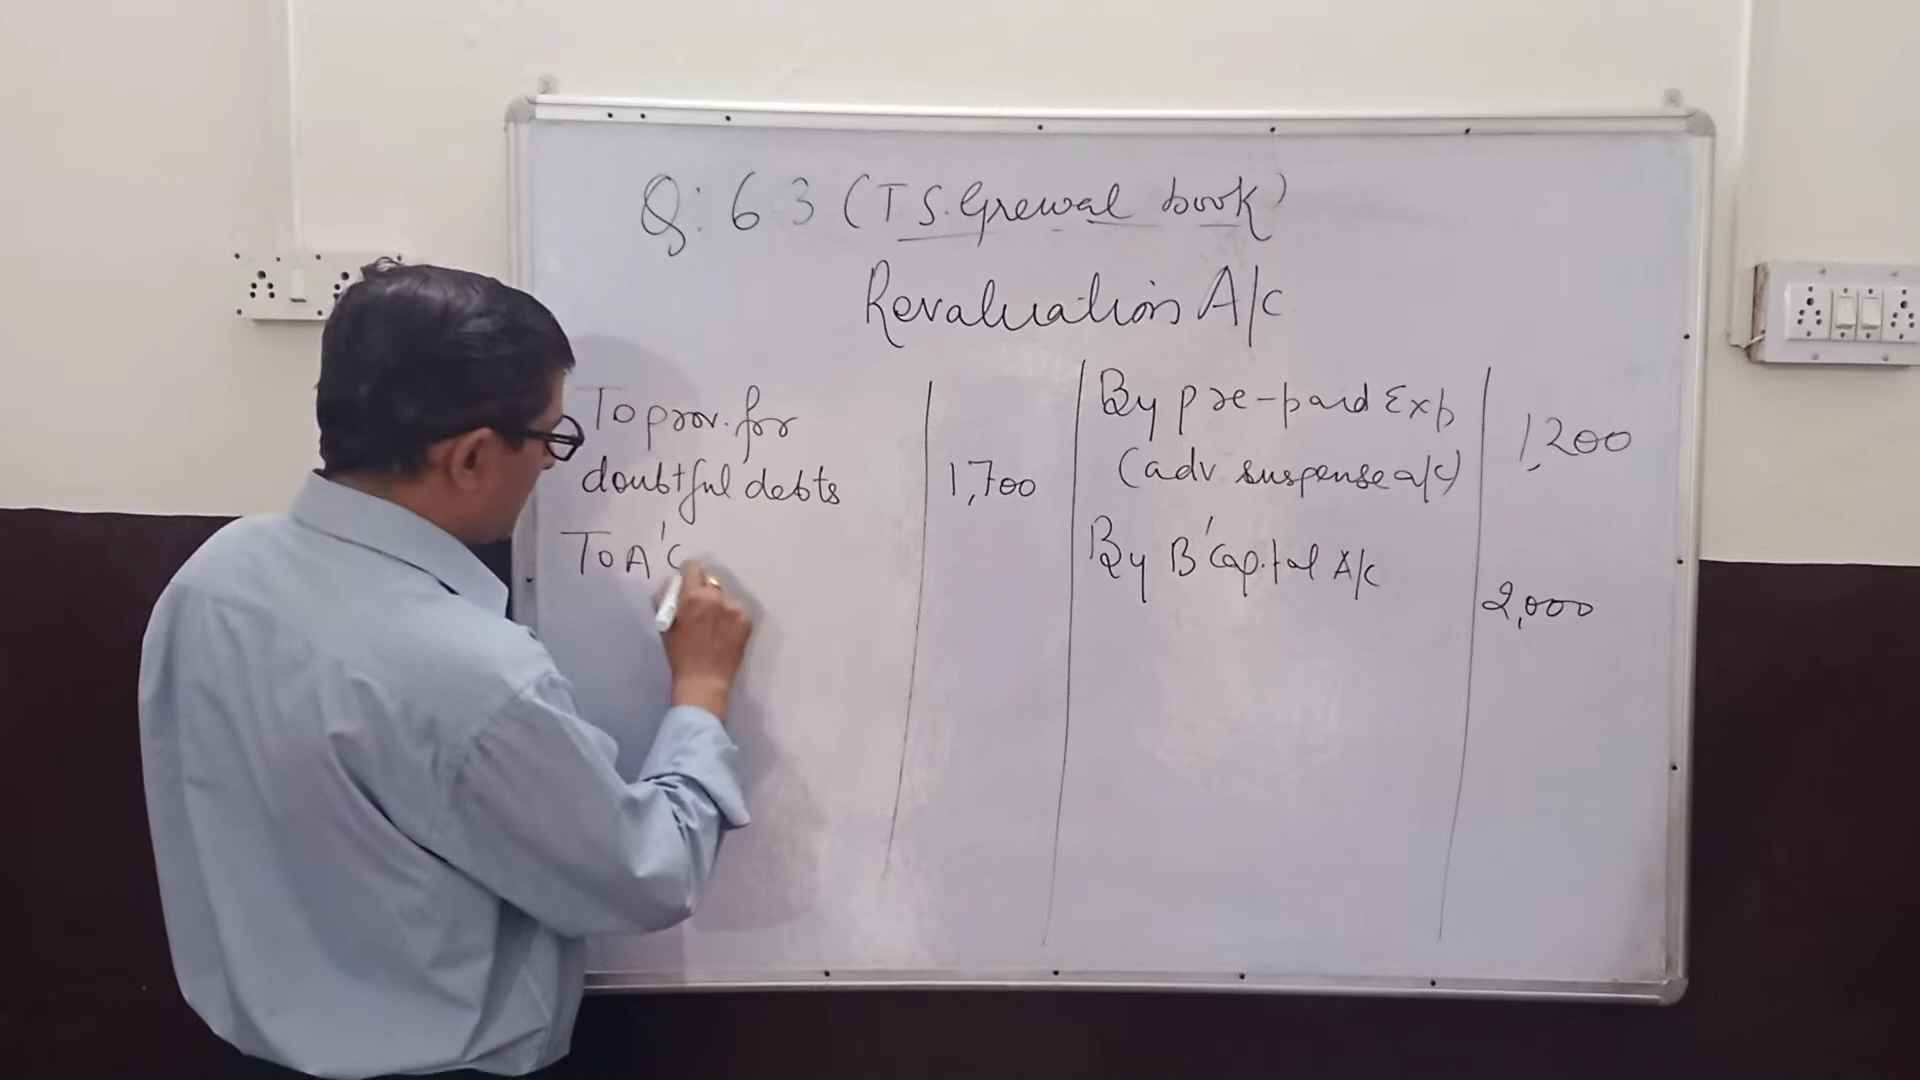 Q: 63 (T S. Grewal book)
Revaluation A/c
To prov. for
doubtful debts 1,700
To A'C
By pre-paid Exp
(adv. suspense a/c) 1,200
By B'Capital A/c
2,000